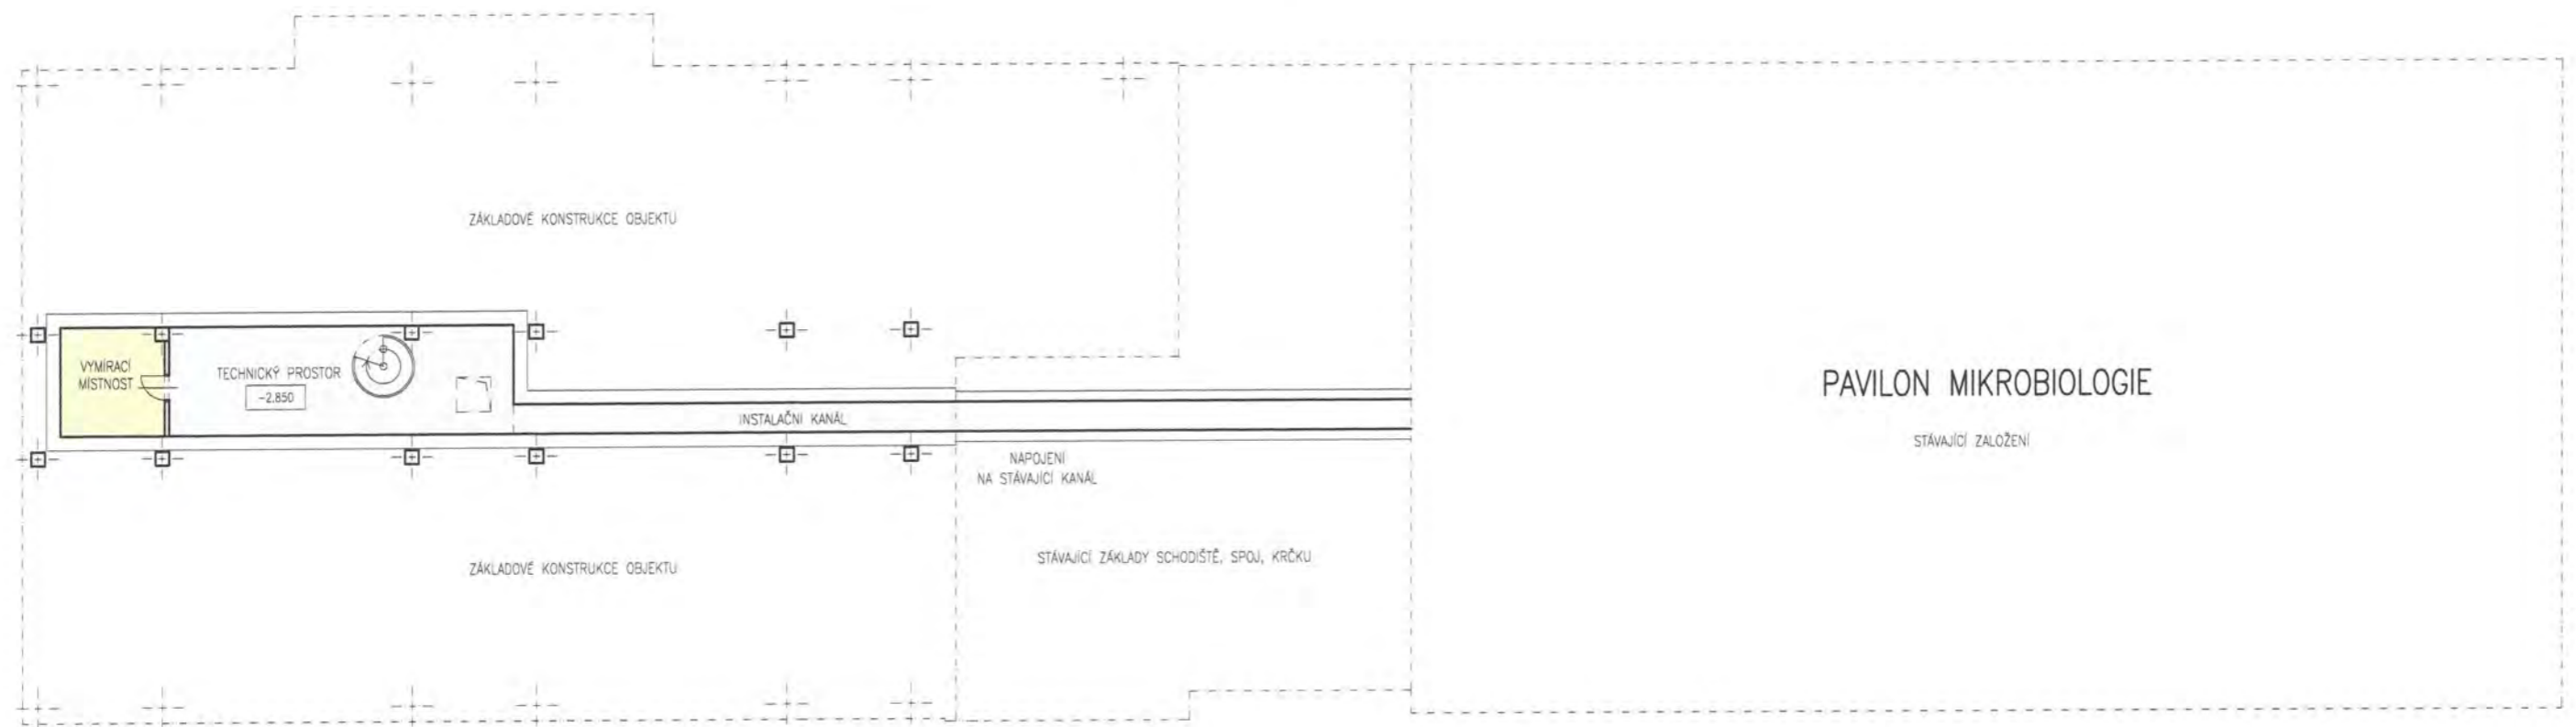 ZÁKLADOVÉ KONSTRUKCE OBJEKTU
VYMÍRACÍ
MÍSTNOST
TECHNICKÝ PROSTOR
-2.850
INSTALAČNÍ KANÁL
PAVILON MIKROBIOLOGIE
STÁVAJÍCÍ ZALOŽENÍ
NAPOJENÍ
NA STÁVAJÍCÍ KANÁL
STÁVAJÍCÍ ZÁKLADY SCHODIŠTĚ, SPOJ, KRČKU
ZÁKLADOVÉ KONSTRUKCE OBJEKTU